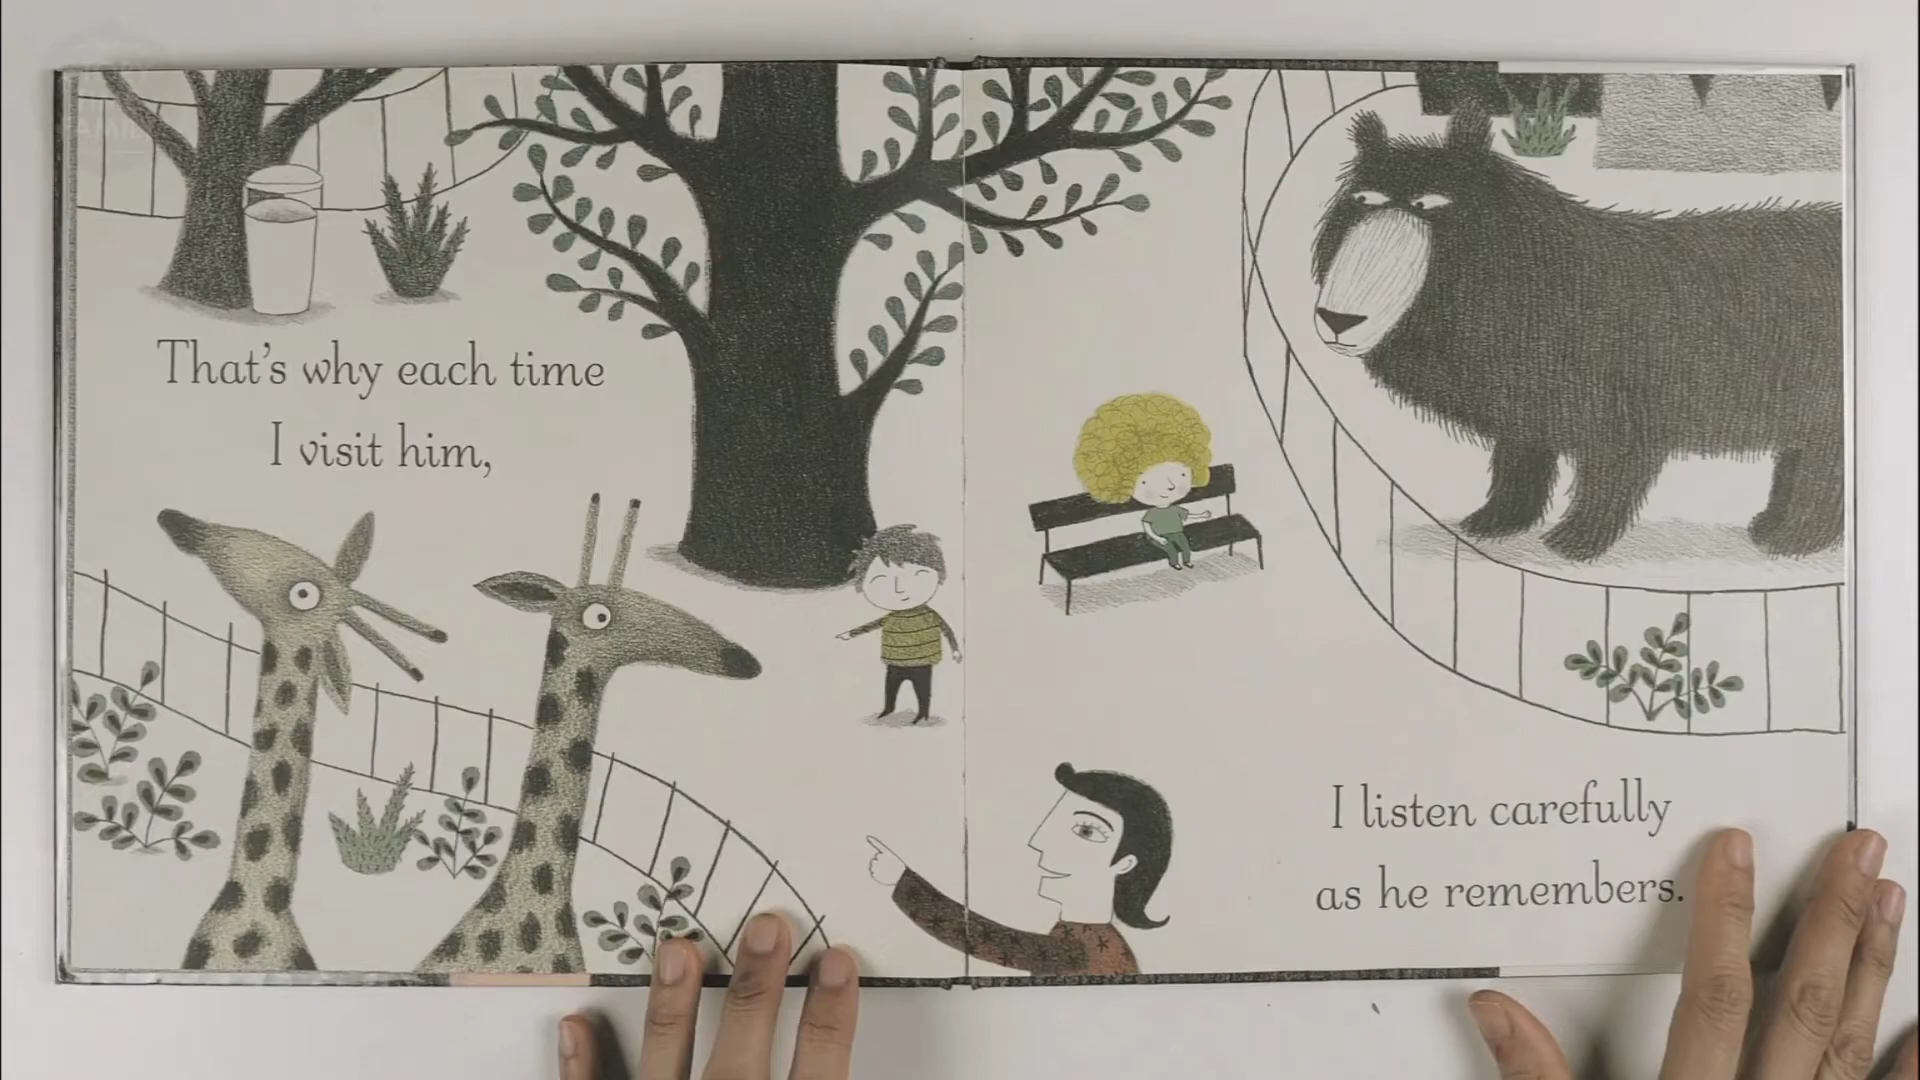 That's why each time
I visit him,
I listen carefully
as he remembers.